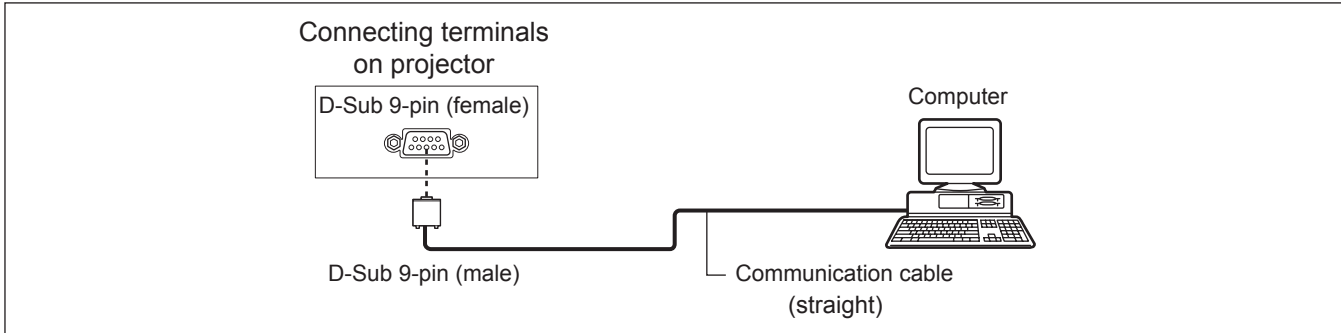 Connecting terminals
on projector
D-Sub 9-pin (female)
Computer
D-Sub 9-pin (male)
Communication cable
(straight)